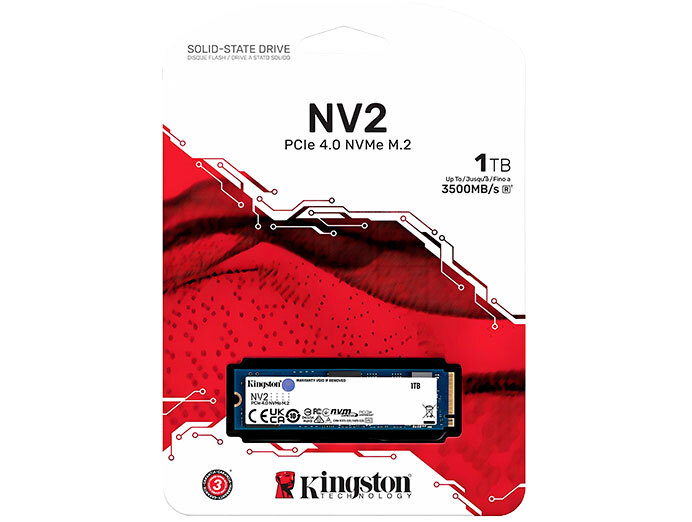 SOLID-STATE DRIVE
DISQUE FLASH / DRIVE A STATO SOLIDO
NV2
PCIe 4.0 NVMe M.2
1TB
Up To / Jusqu'à / Fino a
3500MB/s R
Kingston
WARRANTY VOID IF REMOVED
NV2
PCIe 4.0 NVMe M.2
1TB
CE UK CA
nvm
EXPRESS
3
Kingston
TECHNOLOGY